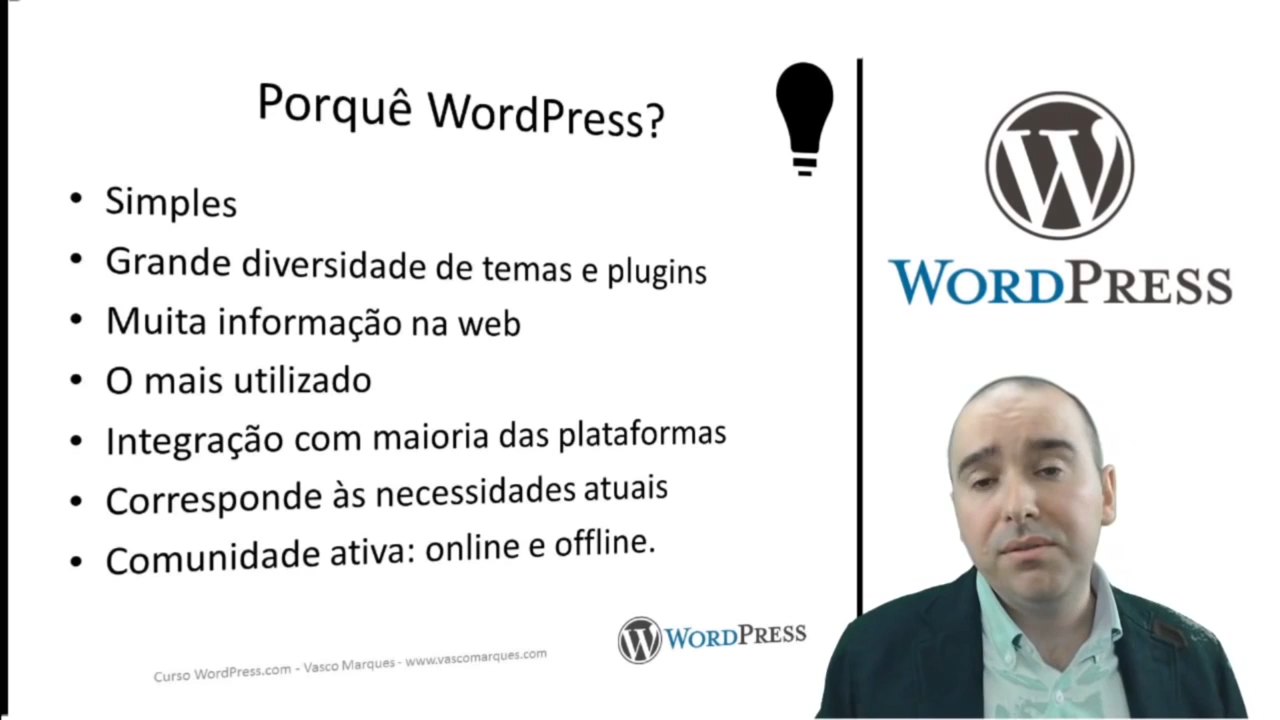 Porquê WordPress?
• Simples
• Grande diversidade de temas e plugins
• Muita informação na web
• O mais utilizado
• Integração com maioria das plataformas
• Corresponde às necessidades atuais
• Comunidade ativa: online e offline.
Curso WordPress.com - Vasco Marques - www.vascomarques.com
W WORDPRESS
W
WORDPRESS